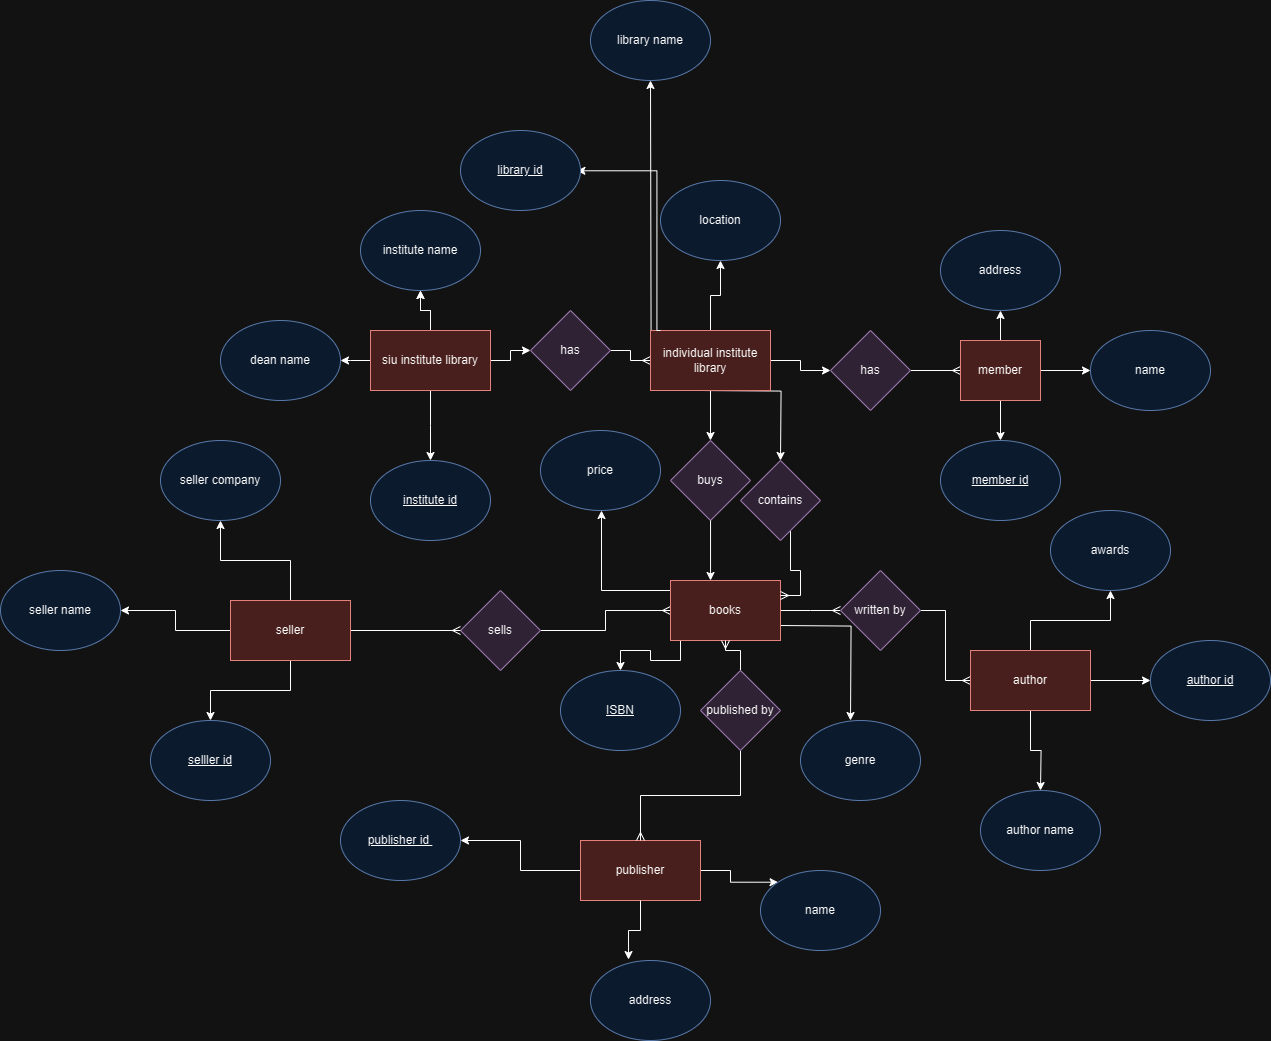 library name
library id
location
institute name
address
dean name
siu institute library
has
individual institute
library
has
member
name
seller company
institute id
price
buys
contains
member id
awards
seller name
seller
sells
books
written by
author
author id
ISBN
published by
selller id
genre
author name
publisher id
publisher
name
address